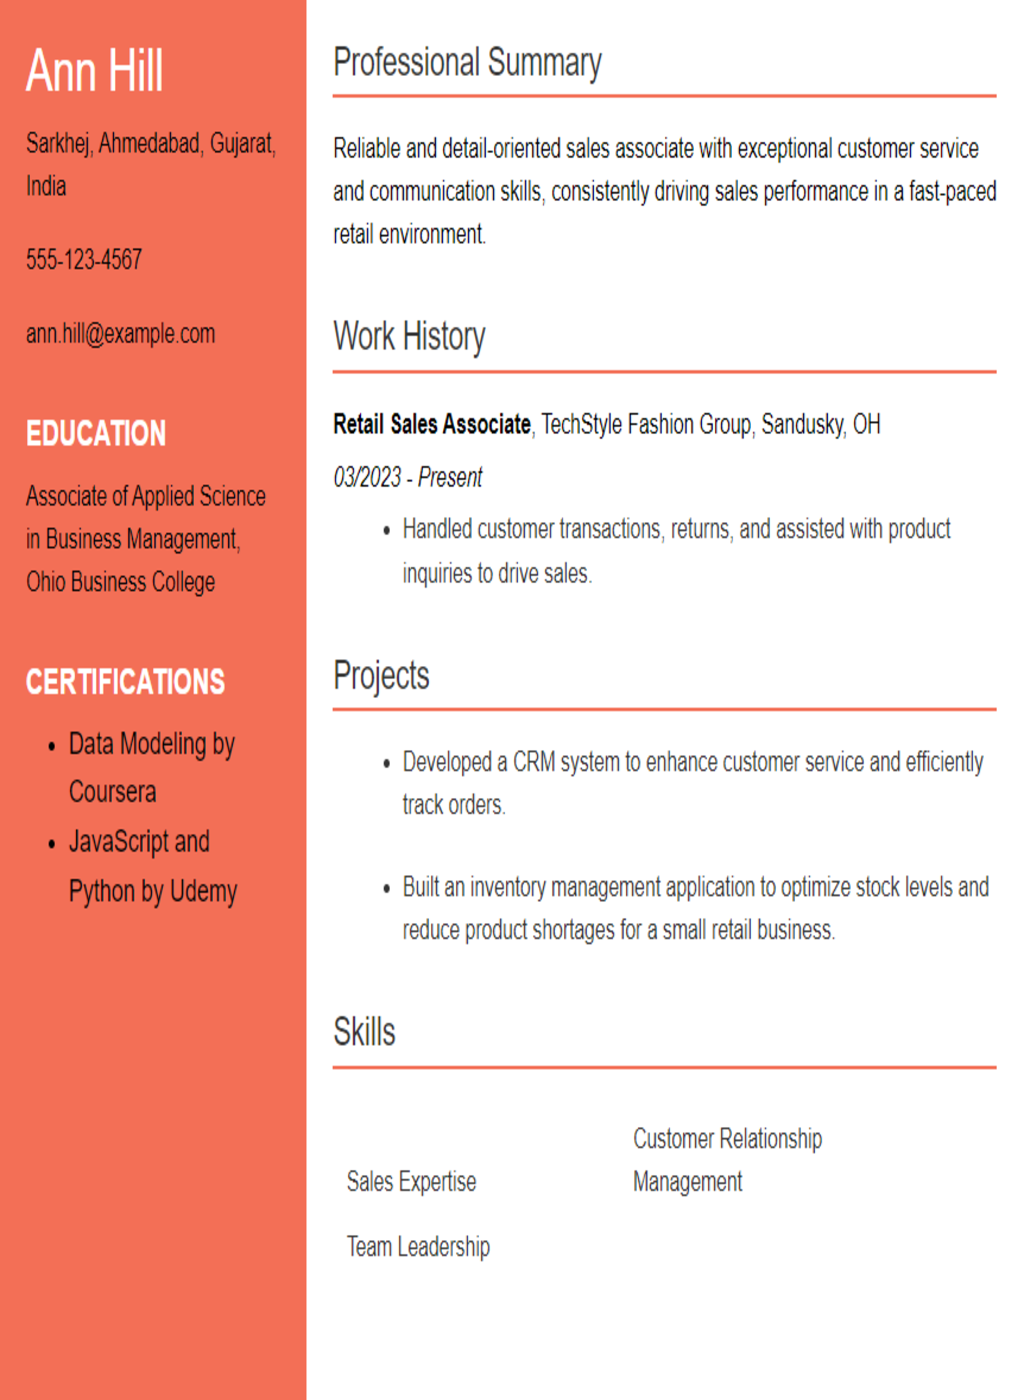 Ann Hill
Sarkhej, Ahmedabad, Gujarat,
India
555-123-4567
ann.hill@example.com
EDUCATION
Associate of Applied Science
in Business Management,
Ohio Business College
CERTIFICATIONS
• Data Modeling by
Coursera
• JavaScript and
Python by Udemy
Professional Summary
Reliable and detail-oriented sales associate with exceptional customer service
and communication skills, consistently driving sales performance in a fast-paced
retail environment.
Work History
Retail Sales Associate, TechStyle Fashion Group, Sandusky, OH
03/2023 - Present
• Handled customer transactions, returns, and assisted with product
inquiries to drive sales.
Projects
• Developed a CRM system to enhance customer service and efficiently
track orders.
• Built an inventory management application to optimize stock levels and
reduce product shortages for a small retail business.
Skills
Sales Expertise
Customer Relationship
Management
Team Leadership